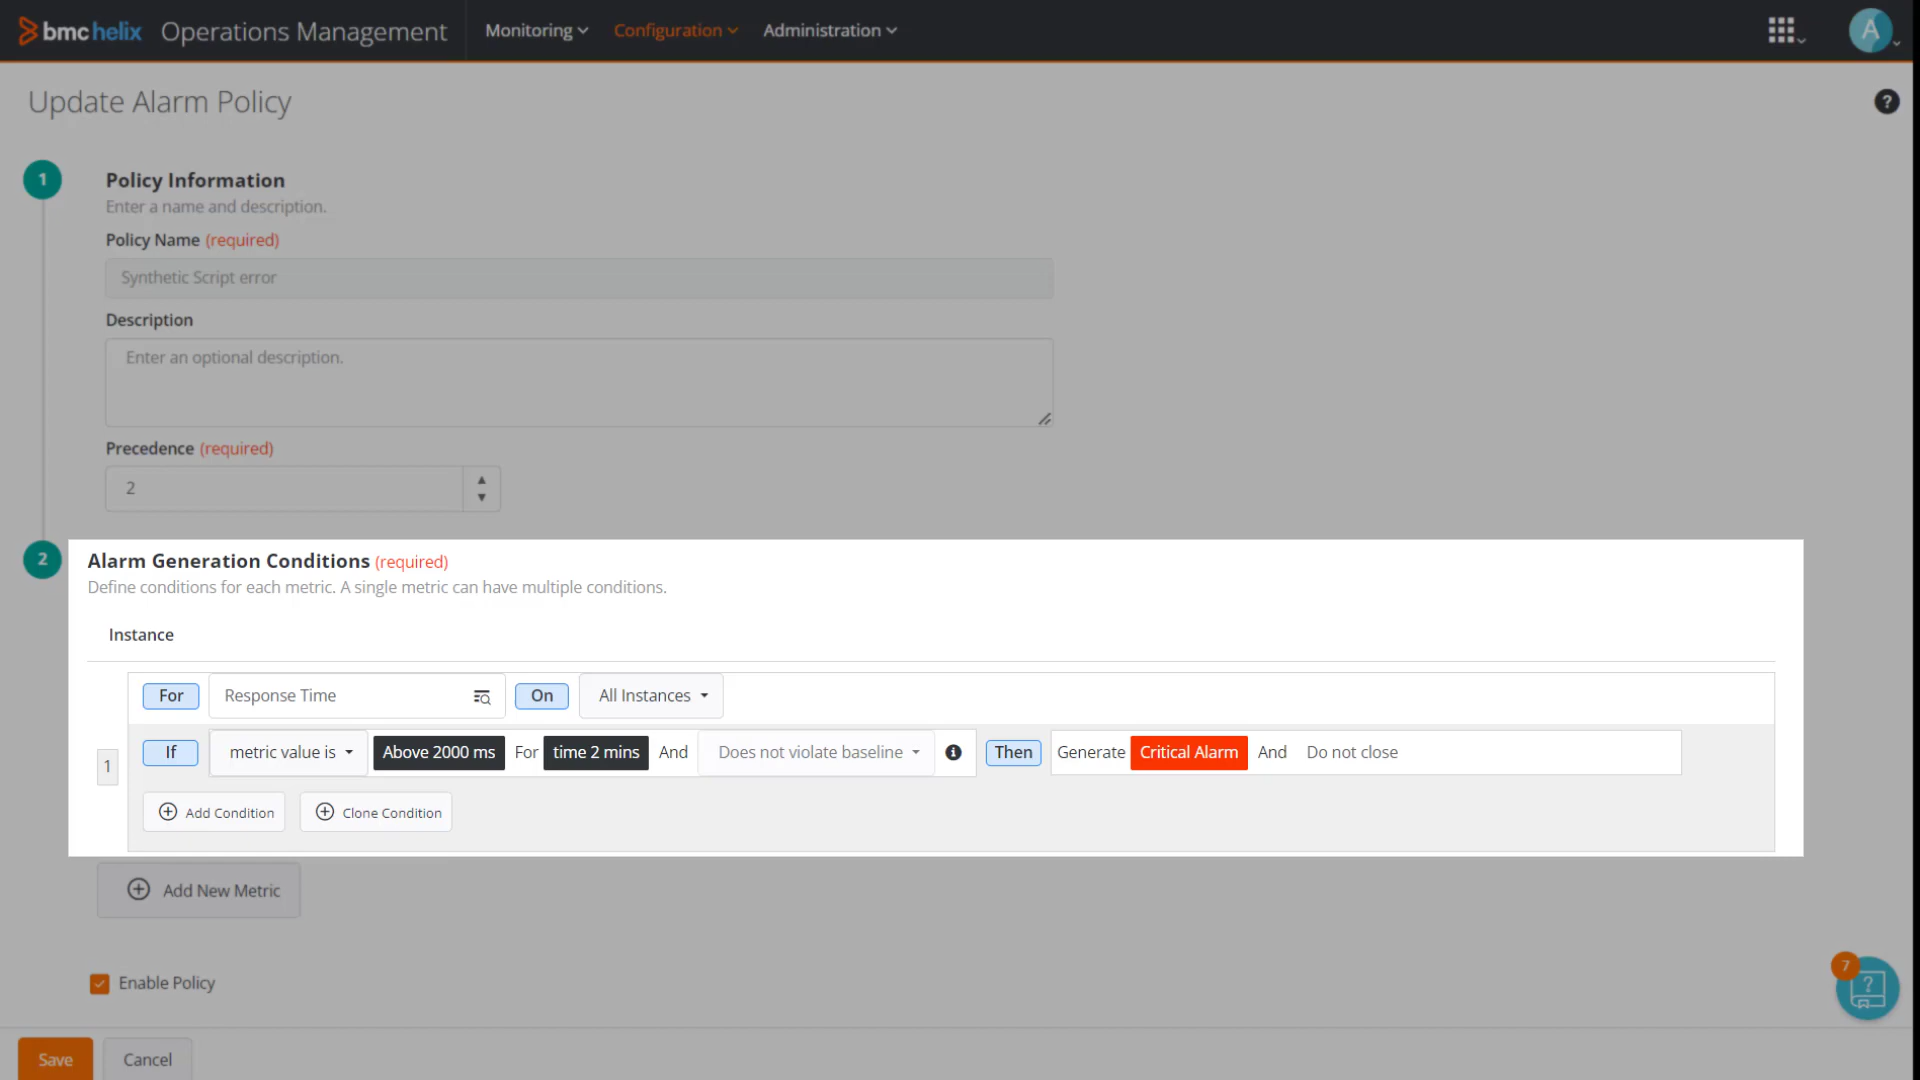 bmc helix Operations Management Monitoring Configuration Administration A
Update Alarm Policy ?
1 Policy Information
Enter a name and description.
Policy Name (required)
Synthetic Script error
Description
Enter an optional description.
Precedence (required)
2
2 Alarm Generation Conditions (required)
Define conditions for each metric. A single metric can have multiple conditions.
Instance
For Response Time On All Instances
1 If metric value is Above 2000 ms For time 2 mins And Does not violate baseline i Then Generate Critical Alarm And Do not close
Add Condition Clone Condition
Add New Metric
Enable Policy
7
?
Save Cancel